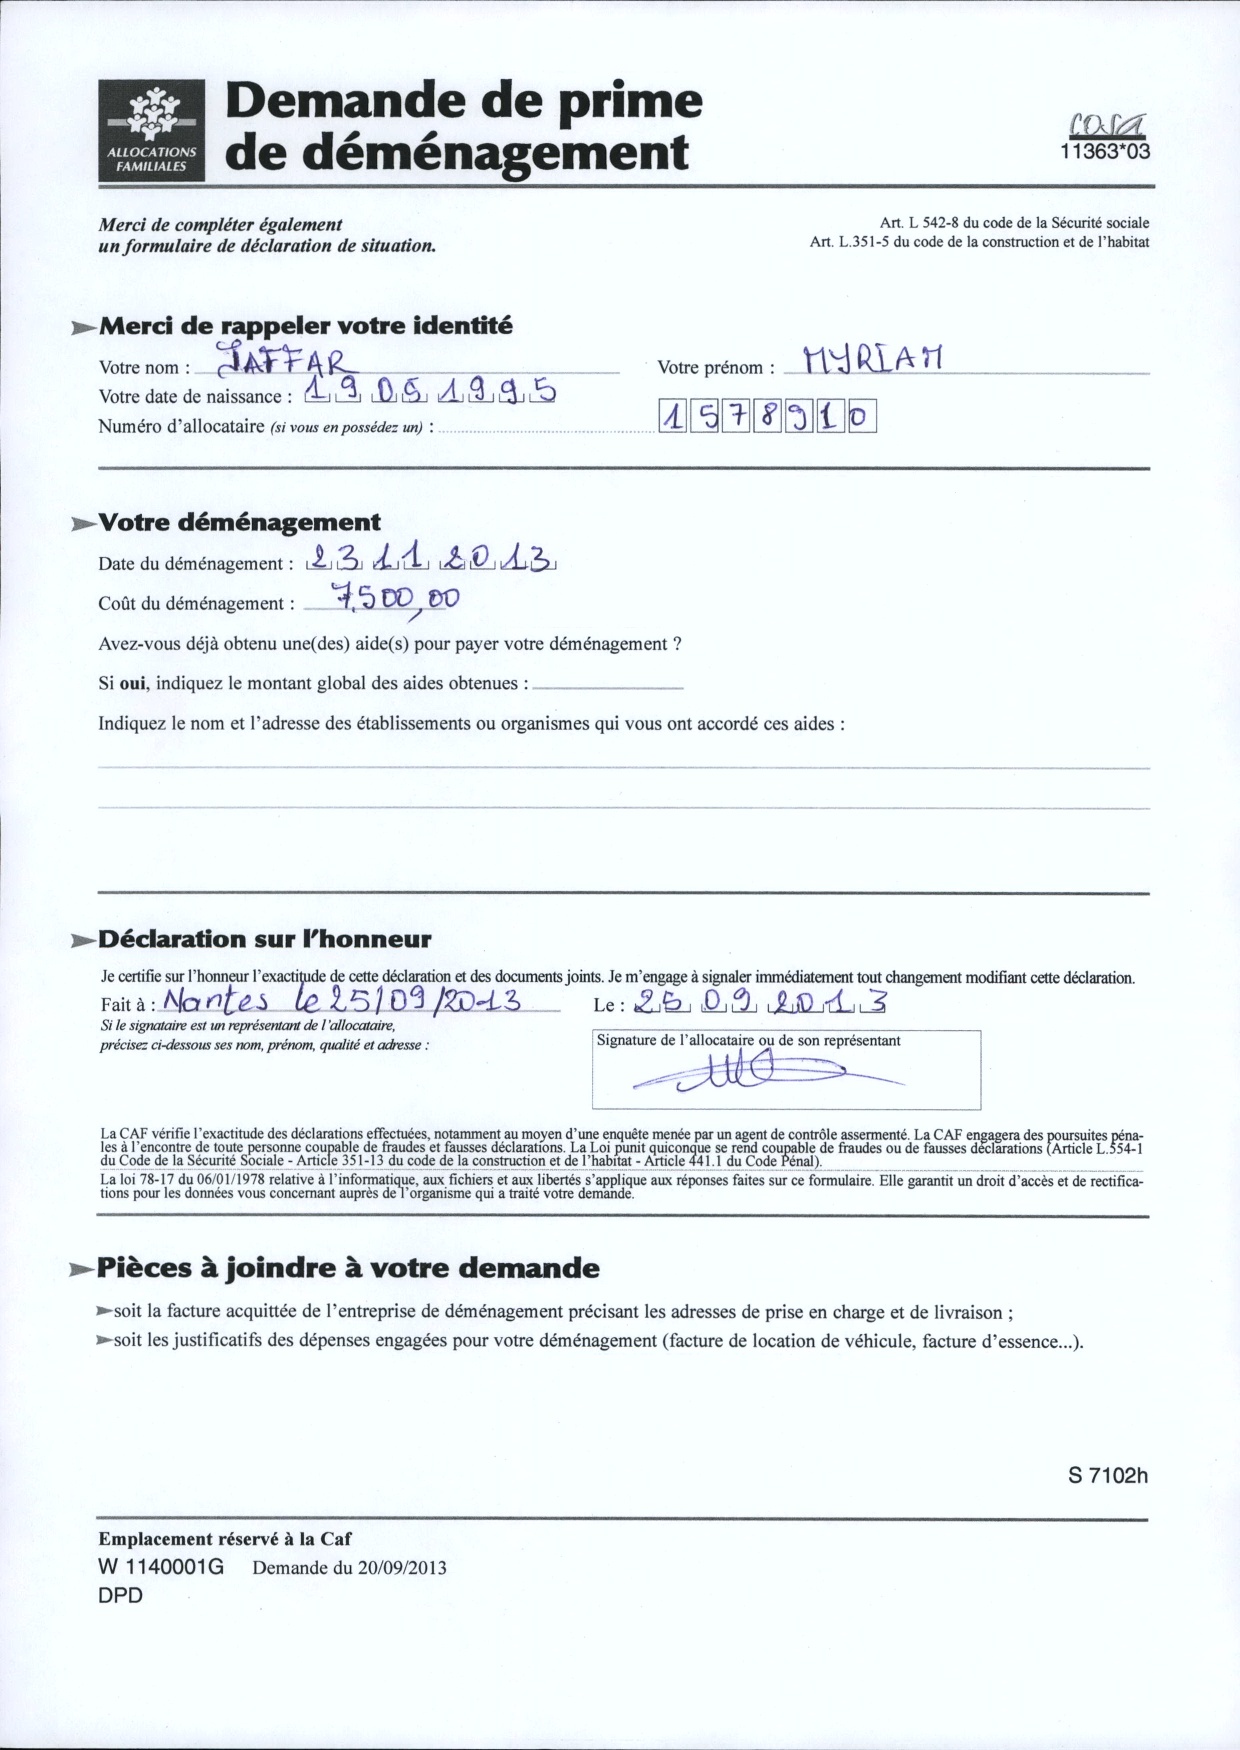 ALLOCATIONS
FAMILIALES
Demande de prime
de déménagement
cerfa
11363*03
Merci de compléter également
un formulaire de déclaration de situation.
Art. L 542-8 du code de la Sécurité sociale
Art. L.351-5 du code de la construction et de l'habitat
Merci de rappeler votre identité
Votre nom : JAFFAR Votre prénom : MYRIAM
Votre date de naissance : 19 05 1995
Numéro d'allocataire (si vous en possédez un) : 1578910
Votre déménagement
Date du déménagement : 23 11 2013
Coût du déménagement : 7.500,00
Avez-vous déjà obtenu une(des) aide(s) pour payer votre déménagement ?
Si oui, indiquez le montant global des aides obtenues :
Indiquez le nom et l'adresse des établissements ou organismes qui vous ont accordé ces aides :
Déclaration sur l'honneur
Je certifie sur l'honneur l'exactitude de cette déclaration et des documents joints. Je m'engage à signaler immédiatement tout changement modifiant cette déclaration.
Fait à : Nantes le 25/09/2013 Le : 25 09 2013
Si le signataire est un représentant de l'allocataire,
précisez ci-dessous ses nom, prénom, qualité et adresse :
Signature de l'allocataire ou de son représentant
La CAF vérifie l'exactitude des déclarations effectuées, notamment au moyen d'une enquête menée par un agent de contrôle assermenté. La CAF engagera des poursuites péna-
les à l'encontre de toute personne coupable de fraudes et fausses déclarations. La Loi punit quiconque se rend coupable de fraudes ou de fausses déclarations (Article L.554-1
du Code de la Sécurité Sociale - Article 351-13 du code de la construction et de l'habitat - Article 441.1 du Code Pénal).
La loi 78-17 du 06/01/1978 relative à l'informatique, aux fichiers et aux libertés s'applique aux réponses faites sur ce formulaire. Elle garantit un droit d'accès et de rectifica-
tions pour les données vous concernant auprès de l'organisme qui a traité votre demande.
Pièces à joindre à votre demande
soit la facture acquittée de l'entreprise de déménagement précisant les adresses de prise en charge et de livraison ;
soit les justificatifs des dépenses engagées pour votre déménagement (facture de location de véhicule, facture d'essence...).
S 7102h
Emplacement réservé à la Caf
W 1140001G Demande du 20/09/2013
DPD